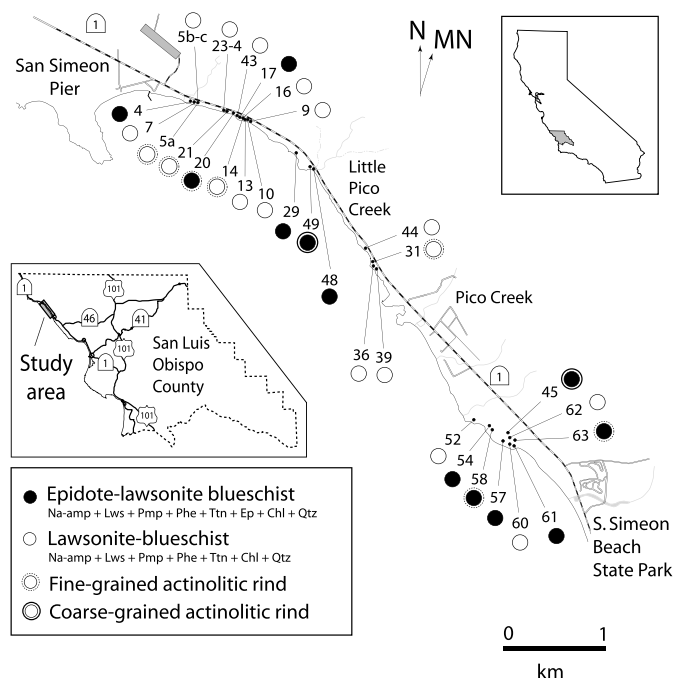 1
5b-c
23-4
43
17
16
9
San Simeon
Pier
4
7
5a
21
20
14
13
10
29
49
48
N
MN
Little
Pico
Creek
44
31
36
39
Pico Creek
1
45
62
63
52
54
58
57
60
61
S. Simeon
Beach
State Park
1
101
46
41
101
1
101
Study
area
San Luis
Obispo
County
Epidote-lawsonite blueschist
Na-amp + Lws + Pmp + Phe + Ttn + Ep + Chl + Qtz
Lawsonite-blueschist
Na-amp + Lws + Pmp + Phe + Ttn + Chl + Qtz
Fine-grained actinolitic rind
Coarse-grained actinolitic rind
0 1
km